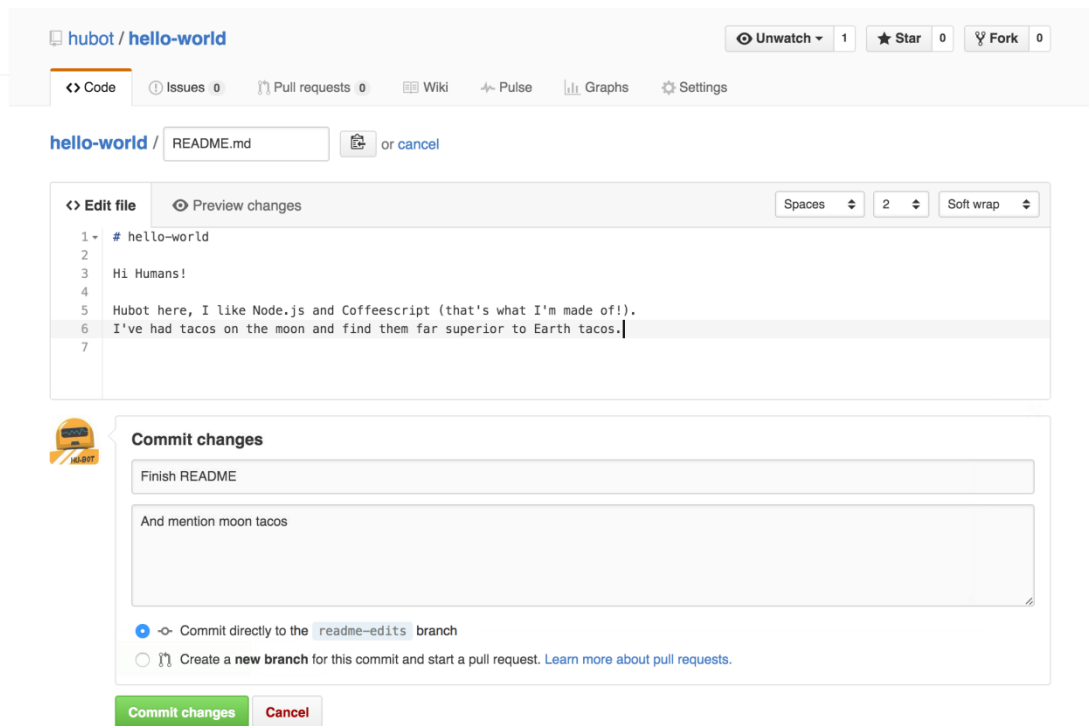 hubot / hello-world
Unwatch 1 Star 0 Fork 0
Code Issues 0 Pull requests 0 Wiki Pulse Graphs Settings
hello-world / README.md or cancel
Edit file Preview changes Spaces 2 Soft wrap
1 # hello-world
2
3 Hi Humans!
4
5 Hubot here, I like Node.js and Coffeescript (that's what I'm made of!).
6 I've had tacos on the moon and find them far superior to Earth tacos.
7
HUBOT
Commit changes
Finish README
And mention moon tacos
Commit directly to the readme-edits branch
Create a new branch for this commit and start a pull request. Learn more about pull requests.
Commit changes Cancel